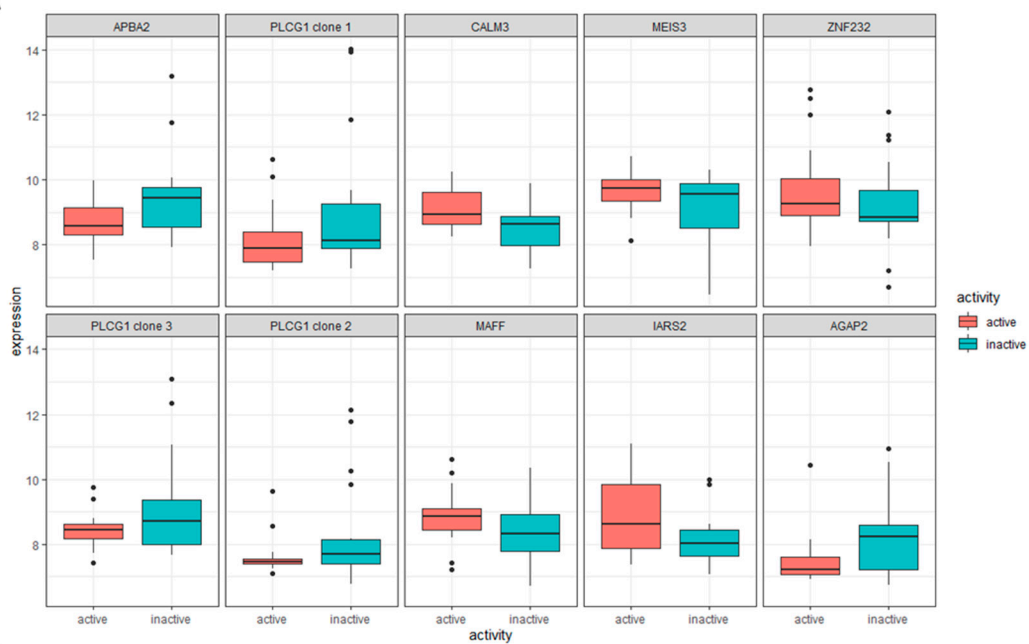 APBA2 PLCG1 clone 1 CALM3 MEIS3 ZNF232
14
12
10
8
expression
activity
active
inactive
PLCG1 clone 3 PLCG1 clone 2 MAFF IARS2 AGAP2
14
12
10
8
active inactive active inactive active inactive active inactive active inactive
activity